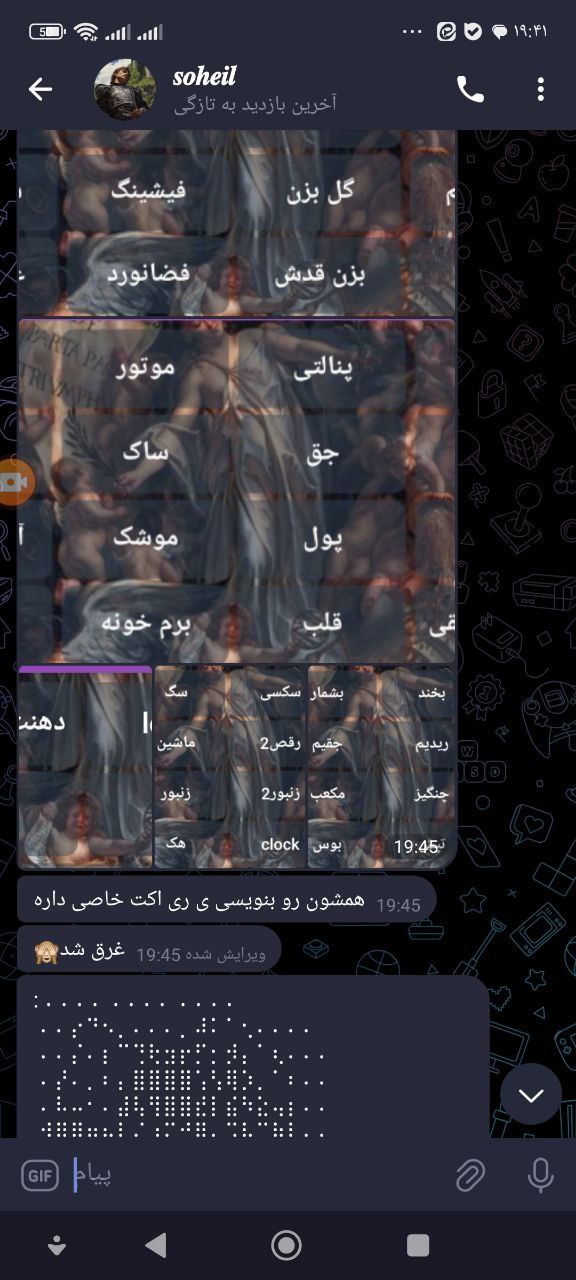 50
۱۹:۴۱
soheil
آخرین بازدید به تازگی
گل بزن فیشینگ
بزن قدش فضانورد
پنالتی موتور
جق ساک
پول موشک
قلب برم خونه
دهنت
سکسی سگ
رقص2 ماشین
زنبور2 زنبور
clock هک
بخند بشمار
ریدیم جقیم
چنگیز مکعب
بوس
19:45
همشون رو بنویسی ی ری اکت خاصی داره
19:45
غرق شد🙈
ویرایش شده 19:45
GIF پیام